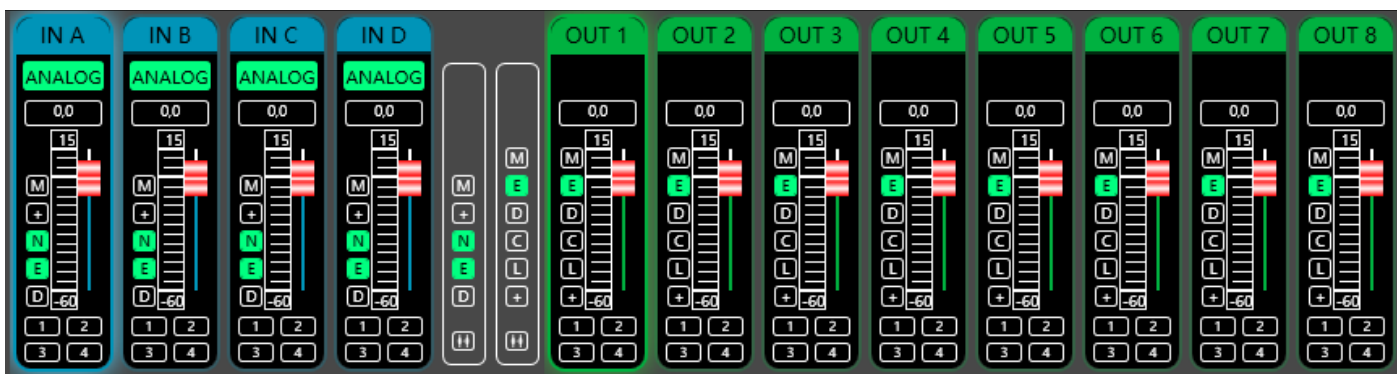 IN A IN B IN C IN D OUT 1 OUT 2 OUT 3 OUT 4 OUT 5 OUT 6 OUT 7 OUT 8
ANALOG ANALOG ANALOG ANALOG
0,0 0,0 0,0 0,0 0,0 0,0 0,0 0,0 0,0 0,0 0,0 0,0
15 15 15 15 15 15 15 15 15 15 15 15
M M M M M M M M M
M M M M M E E E E E E E E E
+ + + + + D D D D D D D D D
N N N N N C C C C C C C C C
E E E E E L L L L L L L L L
D D D D D + + + + + + + + +
-60 -60 -60 -60 -60 -60 -60 -60 -60 -60 -60 -60
1 2 1 2 1 2 1 2 1 2 1 2 1 2 1 2 1 2 1 2 1 2 1 2
3 4 3 4 3 4 3 4 3 4 3 4 3 4 3 4 3 4 3 4 3 4 3 4